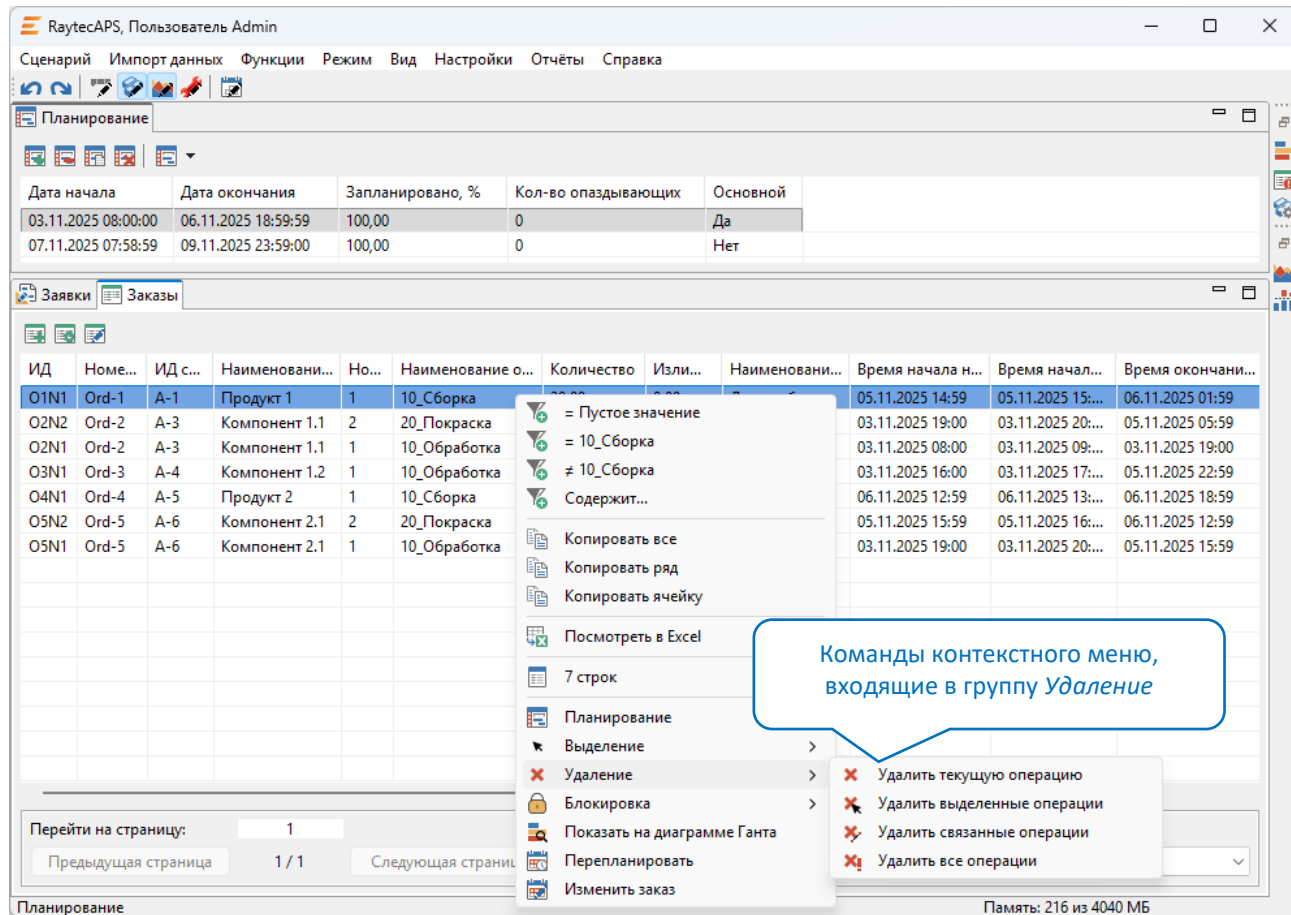 RaytecAPS, Пользователь Admin
Сценарий Импорт данных Функции Режим Вид Настройки Отчёты Справка
Планирование
Дата начала Дата окончания Запланировано, % Кол-во опаздывающих Основной
03.11.2025 08:00:00 06.11.2025 18:59:59 100,00 0 Да
07.11.2025 07:58:59 09.11.2025 23:59:00 100,00 0 Нет
Заявки Заказы
ИД Номе... ИД с... Наименовани... Но... Наименование о... Количество Изли... Наименовани... Время начала н... Время начал... Время окончани...
O1N1 Ord-1 A-1 Продукт 1 1 10_Сборка 05.11.2025 14:59 05.11.2025 15:... 06.11.2025 01:59
O2N2 Ord-2 A-3 Компонент 1.1 2 20_Покраска 03.11.2025 19:00 03.11.2025 20:... 05.11.2025 05:59
O2N1 Ord-2 A-3 Компонент 1.1 1 10_Обработка 03.11.2025 08:00 03.11.2025 09:... 03.11.2025 19:00
O3N1 Ord-3 A-4 Компонент 1.2 1 10_Обработка 03.11.2025 16:00 03.11.2025 17:... 05.11.2025 22:59
O4N1 Ord-4 A-5 Продукт 2 1 10_Сборка 06.11.2025 12:59 06.11.2025 13:... 06.11.2025 18:59
O5N2 Ord-5 A-6 Компонент 2.1 2 20_Покраска 05.11.2025 15:59 05.11.2025 16:... 06.11.2025 12:59
O5N1 Ord-5 A-6 Компонент 2.1 1 10_Обработка 03.11.2025 19:00 03.11.2025 20:... 05.11.2025 15:59
= Пустое значение
= 10_Сборка
≠ 10_Сборка
Содержит...
Копировать все
Копировать ряд
Копировать ячейку
Посмотреть в Excel
7 строк
Планирование
Выделение
Удаление
Блокировка
Показать на диаграмме Ганта
Перепланировать
Изменить заказ
Команды контекстного меню,
входящие в группу Удаление
Удалить текущую операцию
Удалить выделенные операции
Удалить связанные операции
Удалить все операции
Перейти на страницу: 1
Предыдущая страница 1 / 1 Следующая страниц
Планирование Память: 216 из 4040 МБ